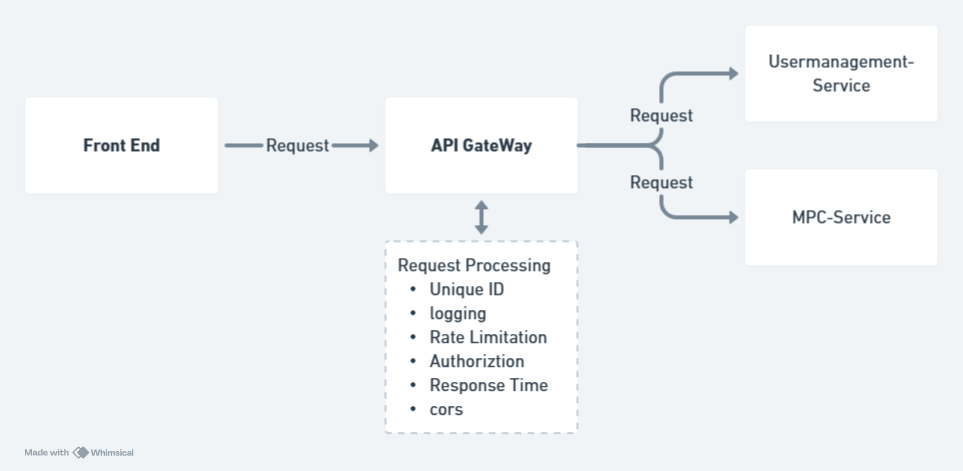 Front End
Request
API GateWay
Request
Request
Usermanagement-
Service
MPC-Service
Request Processing
• Unique ID
• logging
• Rate Limitation
• Authoriztion
• Response Time
• cors
Made with Whimsical